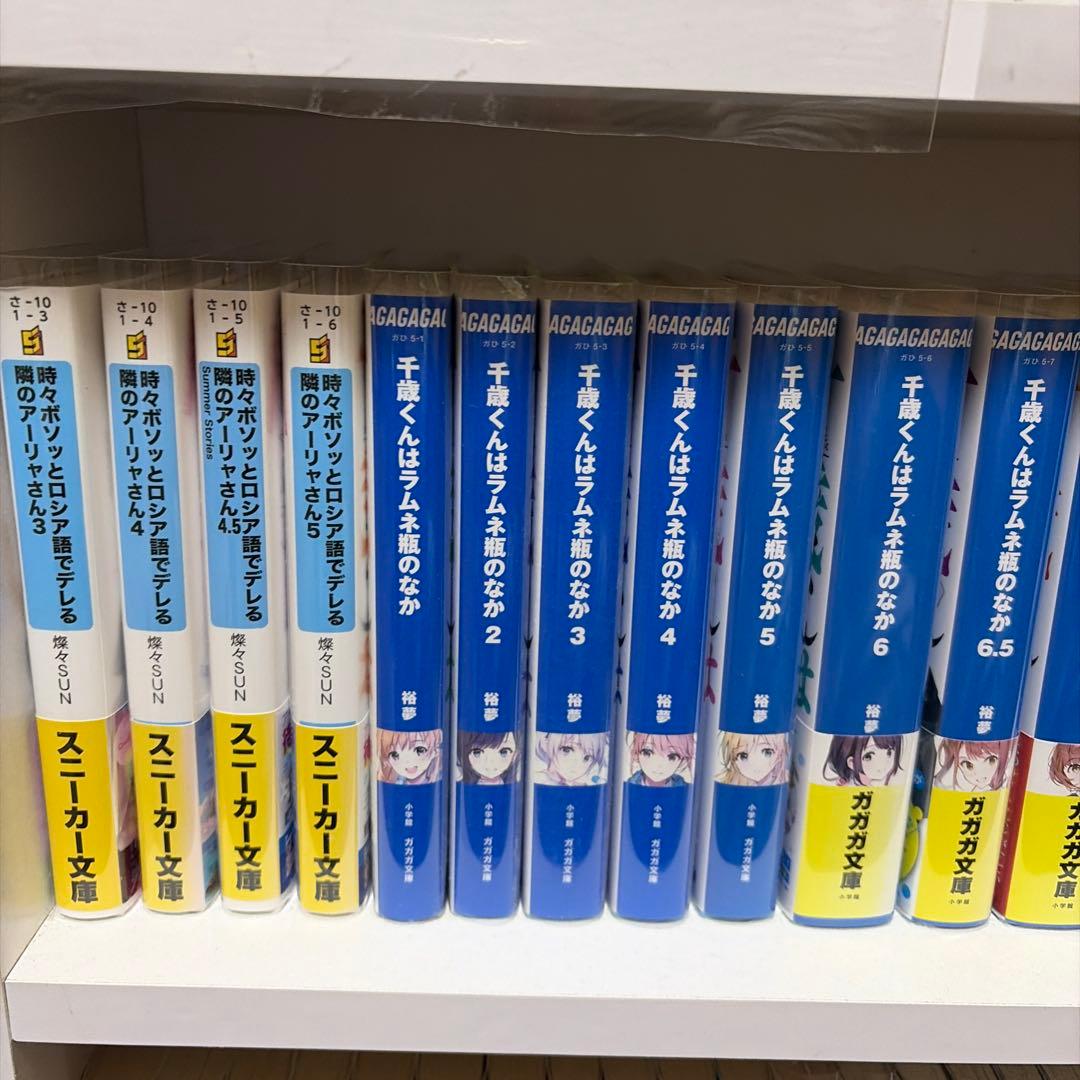 さ-10
1-3
時々ボソッとロシア語でデレる
隣のアーリャさん3
燦々SUN
スニーカー文庫
さ-10
1-4
時々ボソッとロシア語でデレる
隣のアーリャさん4
燦々SUN
スニーカー文庫
さ-10
1-5
時々ボソッとロシア語でデレる
隣のアーリャさん4.5
Summer Stories
燦々SUN
スニーカー文庫
さ-10
1-6
時々ボソッとロシア語でデレる
隣のアーリャさん5
燦々SUN
スニーカー文庫
AGAGAGAG
ガひ5-1
千歳くんはラムネ瓶のなか
裕夢
小学館 ガガガ文庫
AGAGAGAG
ガひ5-2
千歳くんはラムネ瓶のなか 2
裕夢
小学館 ガガガ文庫
AGAGAGAG
ガひ5-3
千歳くんはラムネ瓶のなか 3
裕夢
小学館 ガガガ文庫
AGAGAGAG
ガひ5-4
千歳くんはラムネ瓶のなか 4
裕夢
小学館 ガガガ文庫
GAGAGAG
ガひ5-5
千歳くんはラムネ瓶のなか 5
裕夢
小学館 ガガガ文庫
AGAGAGAGAG
ガひ5-6
千歳くんはラムネ瓶のなか 6
裕夢
ガガガ文庫
小学館
GAGAGAG
ガひ5-7
千歳くんはラムネ瓶のなか 6.5
裕夢
ガガガ文庫
小学館
ガガガ文庫
小学館